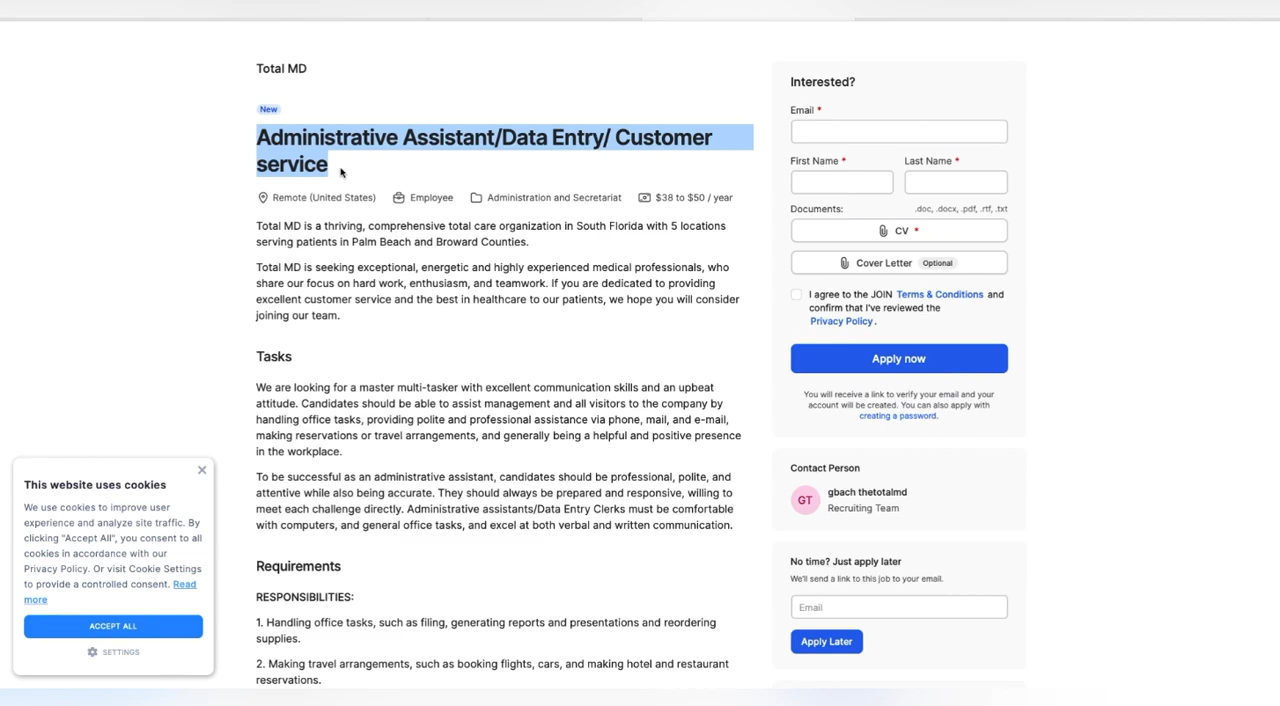 Total MD
New
Administrative Assistant/Data Entry/ Customer
service
Remote (United States) Employee Administration and Secretariat $38 to $50 / year
Total MD is a thriving, comprehensive total care organization in South Florida with 5 locations
serving patients in Palm Beach and Broward Counties.
Total MD is seeking exceptional, energetic and highly experienced medical professionals, who
share our focus on hard work, enthusiasm, and teamwork. If you are dedicated to providing
excellent customer service and the best in healthcare to our patients, we hope you will consider
joining our team.
Tasks
We are looking for a master multi-tasker with excellent communication skills and an upbeat
attitude. Candidates should be able to assist management and all visitors to the company by
handling office tasks, providing polite and professional assistance via phone, mail, and e-mail,
making reservations or travel arrangements, and generally being a helpful and positive presence
in the workplace.
To be successful as an administrative assistant, candidates should be professional, polite, and
attentive while also being accurate. They should always be prepared and responsive, willing to
meet each challenge directly. Administrative assistants/Data Entry Clerks must be comfortable
with computers, and general office tasks, and excel at both verbal and written communication.
Requirements
RESPONSIBILITIES:
1. Handling office tasks, such as filing, generating reports and presentations and reordering
supplies.
2. Making travel arrangements, such as booking flights, cars, and making hotel and restaurant
reservations.
Interested?
Email *
First Name * Last Name *
Documents: .doc, .docx, .pdf, .rtf, .txt
CV *
Cover Letter Optional
I agree to the JOIN Terms & Conditions and
confirm that I've reviewed the
Privacy Policy.
Apply now
You will receive a link to verify your email and your
account will be created. You can also apply with
creating a password.
Contact Person
GT
gbach thetotalmd
Recruiting Team
No time? Just apply later
We'll send a link to this job to your email.
Email
Apply Later
This website uses cookies
We use cookies to improve user
experience and analyze site traffic. By
clicking "Accept All", you consent to all
cookies in accordance with our
Privacy Policy. Or visit Cookie Settings
to provide a controlled consent. Read
more
ACCEPT ALL
SETTINGS